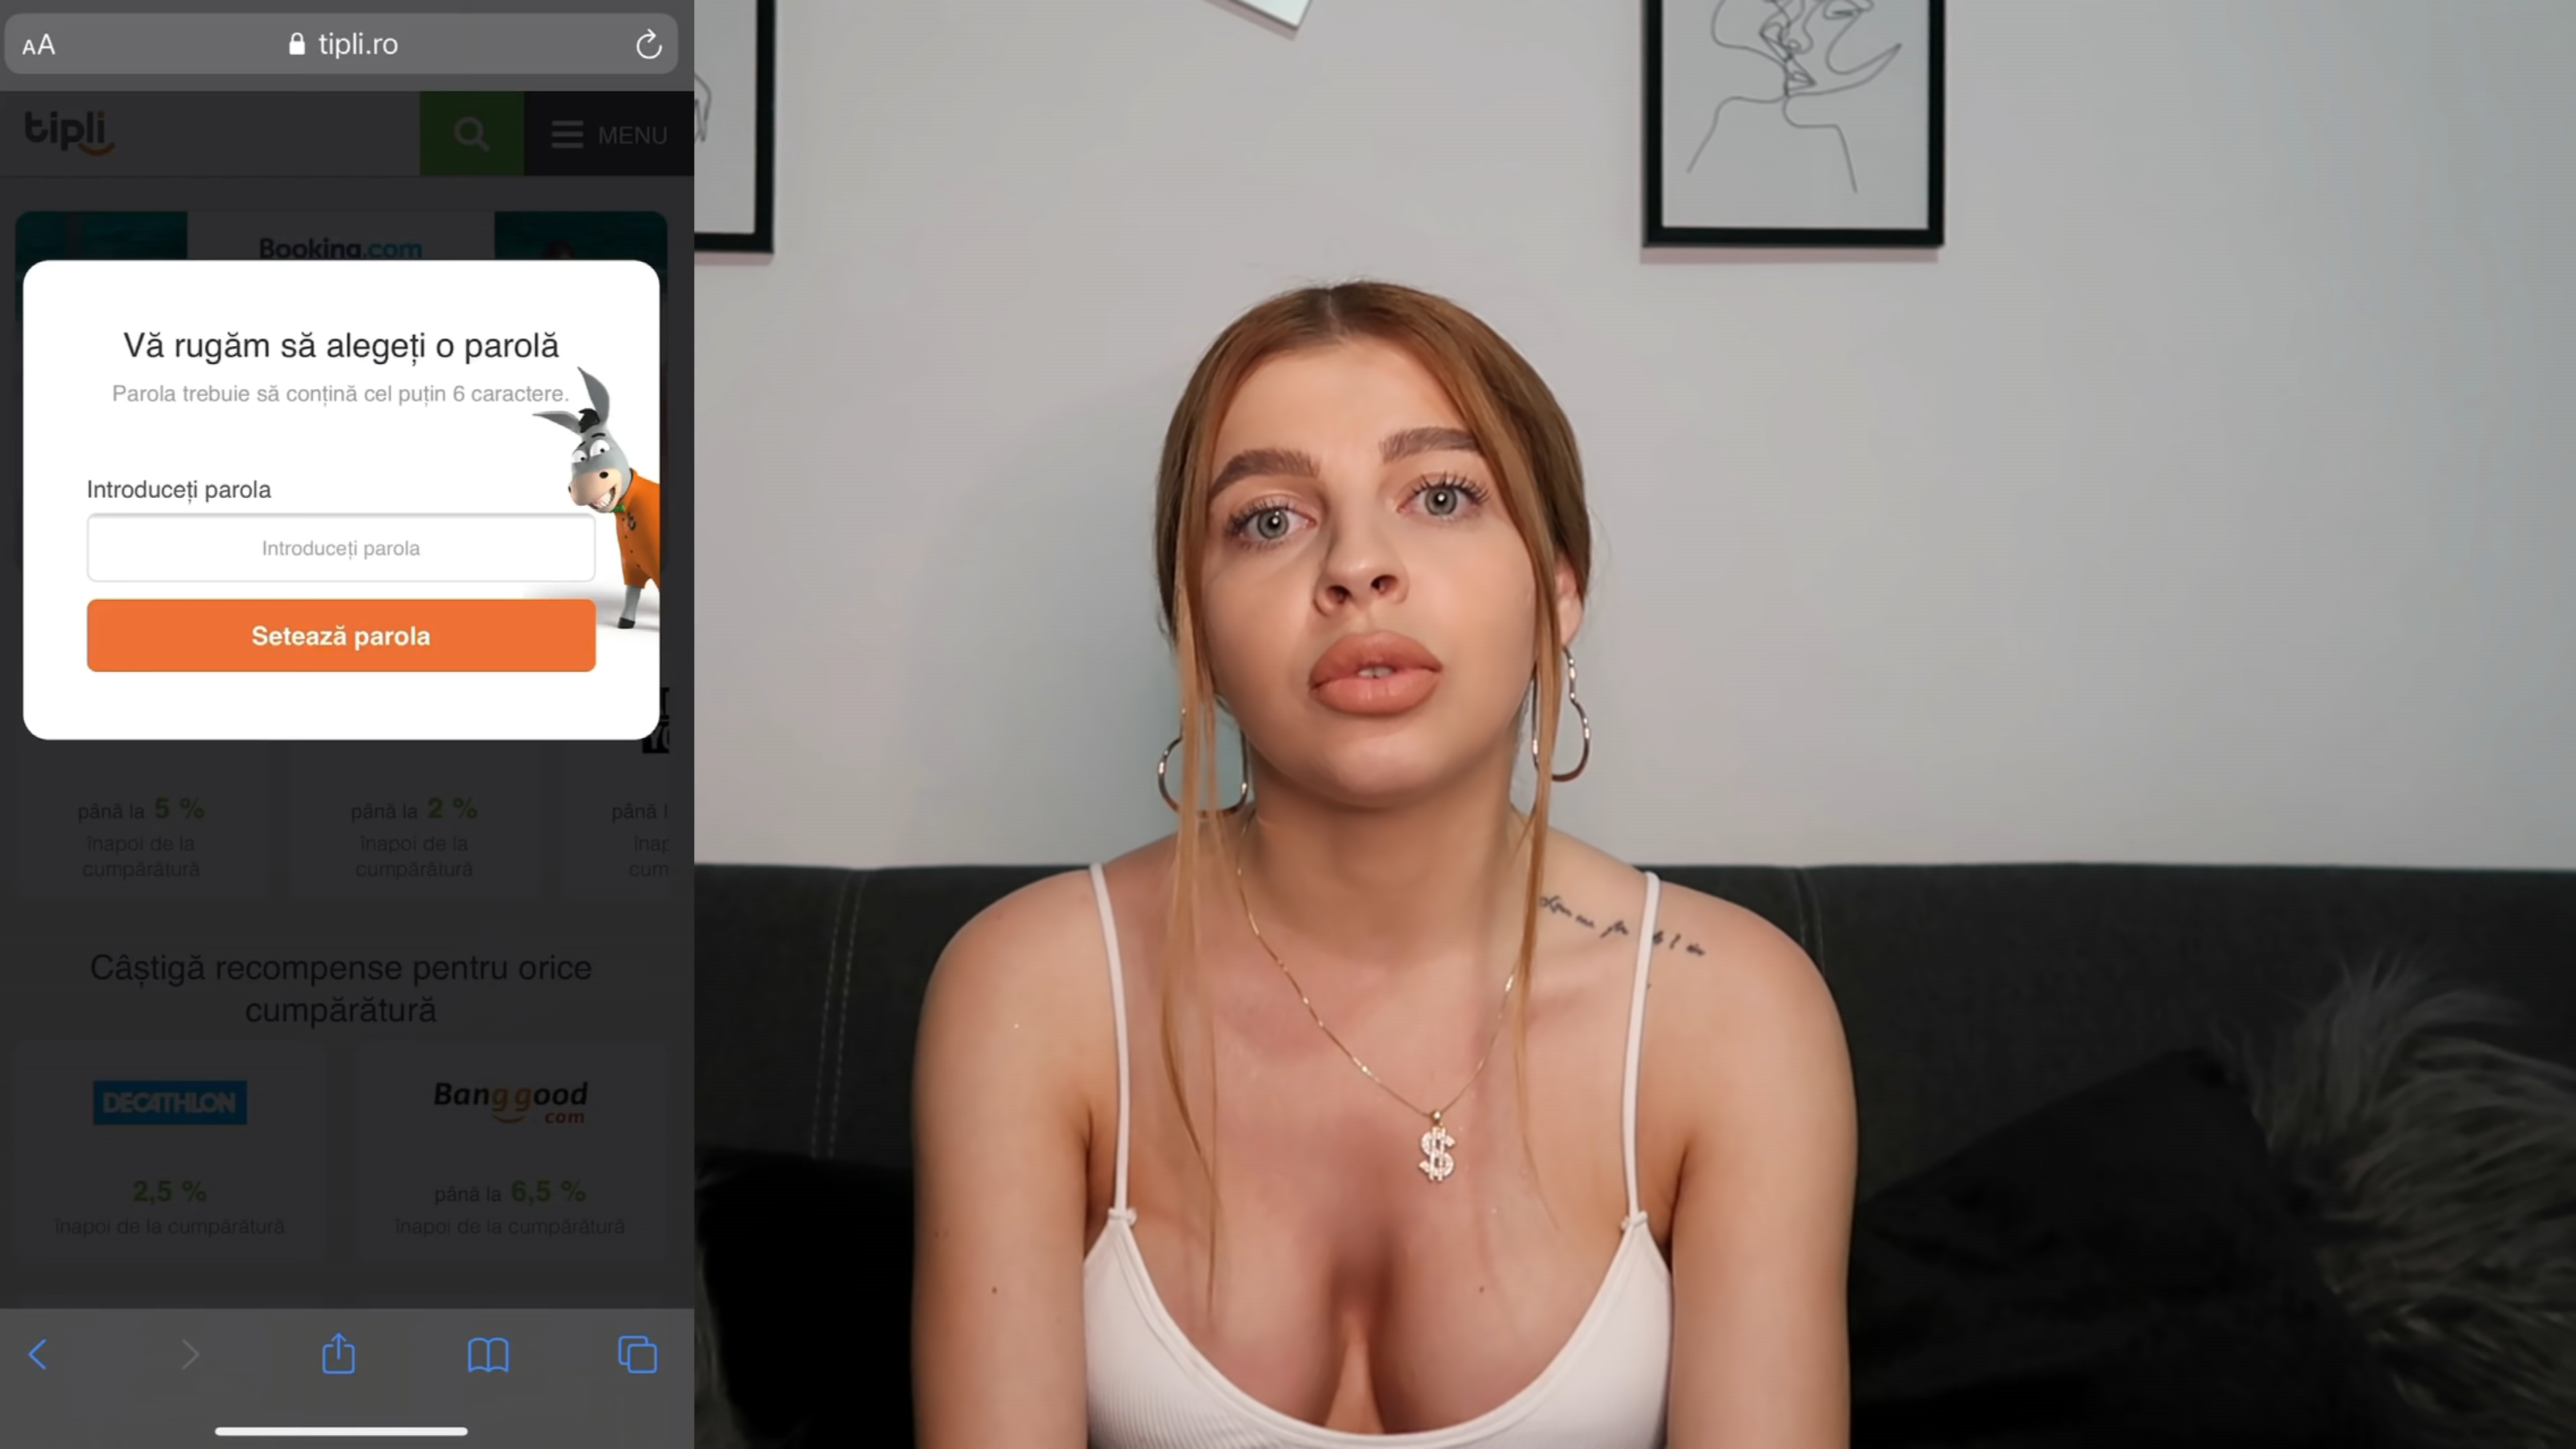 AA tipli.ro
tipli
MENU
Booking.com
Vă rugăm să alegeți o parolă
Parola trebuie să conțină cel puțin 6 caractere.
Introduceți parola
Introduceți parola
Setează parola
până la 5 %
înapoi de la
cumpărătură
până la 2 %
înapoi de la
cumpărătură
până
Câștigă recompense pentru orice
cumpărătură
DECATHLON
2,5 %
înapoi de la cumpărătură
Banggood
com
până la 6,5 %
înapoi de la cumpărătură